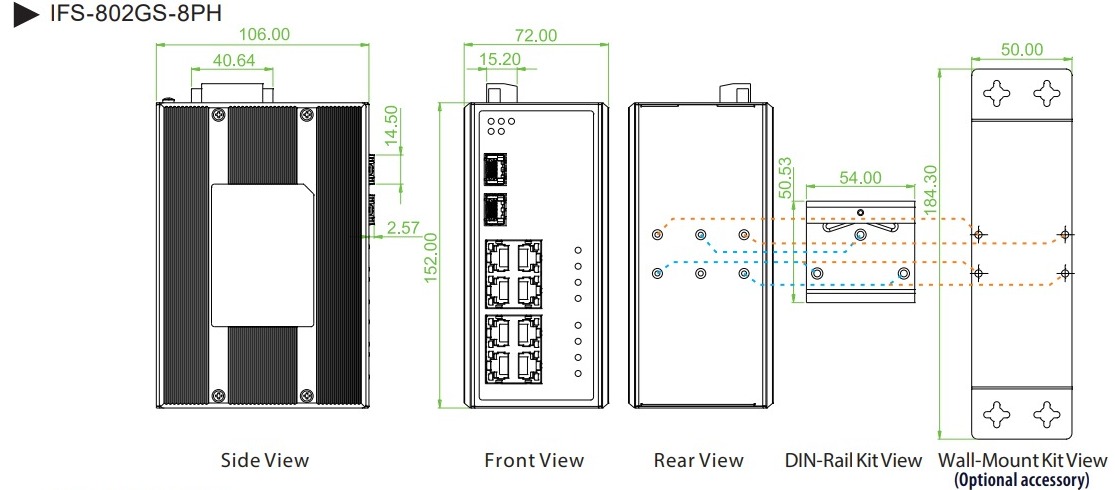 IFS-802GS-8PH
106.00
40.64
14.50
2.57
72.00
15.20
152.00
50.53
54.00
184.30
50.00
Side View
Front View
Rear View
DIN-Rail Kit View
Wall-Mount Kit View
(Optional accessory)